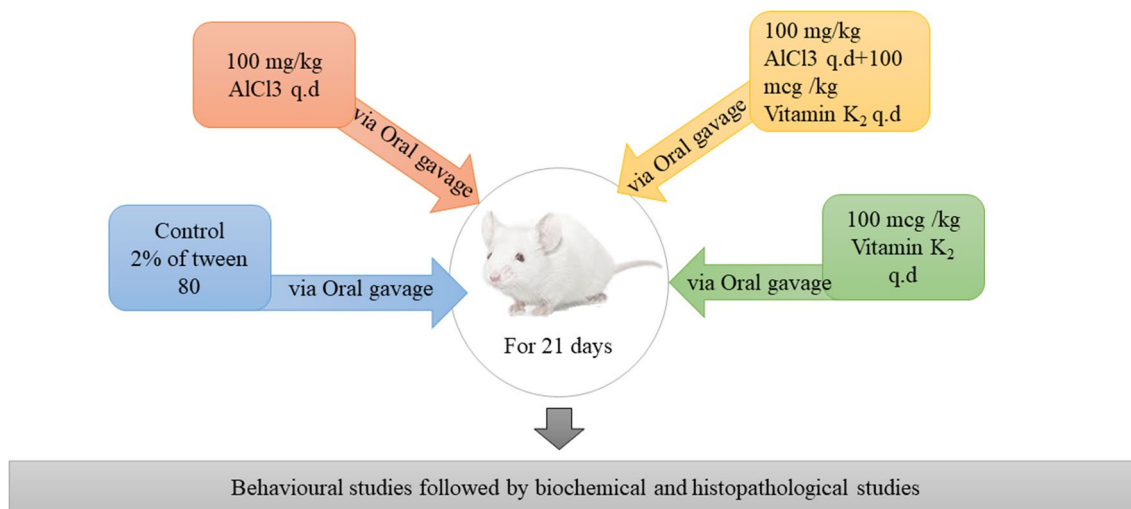 100 mg/kg
AlCl3 q.d
via Oral gavage
100 mg/kg
AlCl3 q.d+100
mcg /kg
Vitamin K₂ q.d
via Oral gavage
Control
2% of tween
80
via Oral gavage
100 mcg /kg
Vitamin K₂
q.d
via Oral gavage
For 21 days
Behavioural studies followed by biochemical and histopathological studies